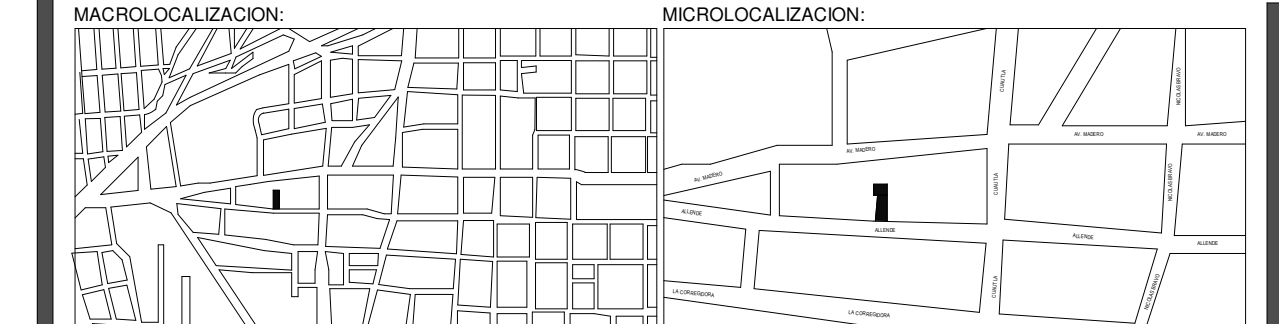 MACROLOCALIZACION:
MICROLOCALIZACION:
CUAUTLA
NICOLAS BRAVO
AV. MADERO
AV. MADERO
AV. MADERO
AV. MADERO
CUAUTLA
NICOLAS BRAVO
ALLENDE
ALLENDE
ALLENDE
ALLENDE
CUAUTLA
NICOLAS BRAVO
LA CORREGIDORA
LA CORREGIDORA